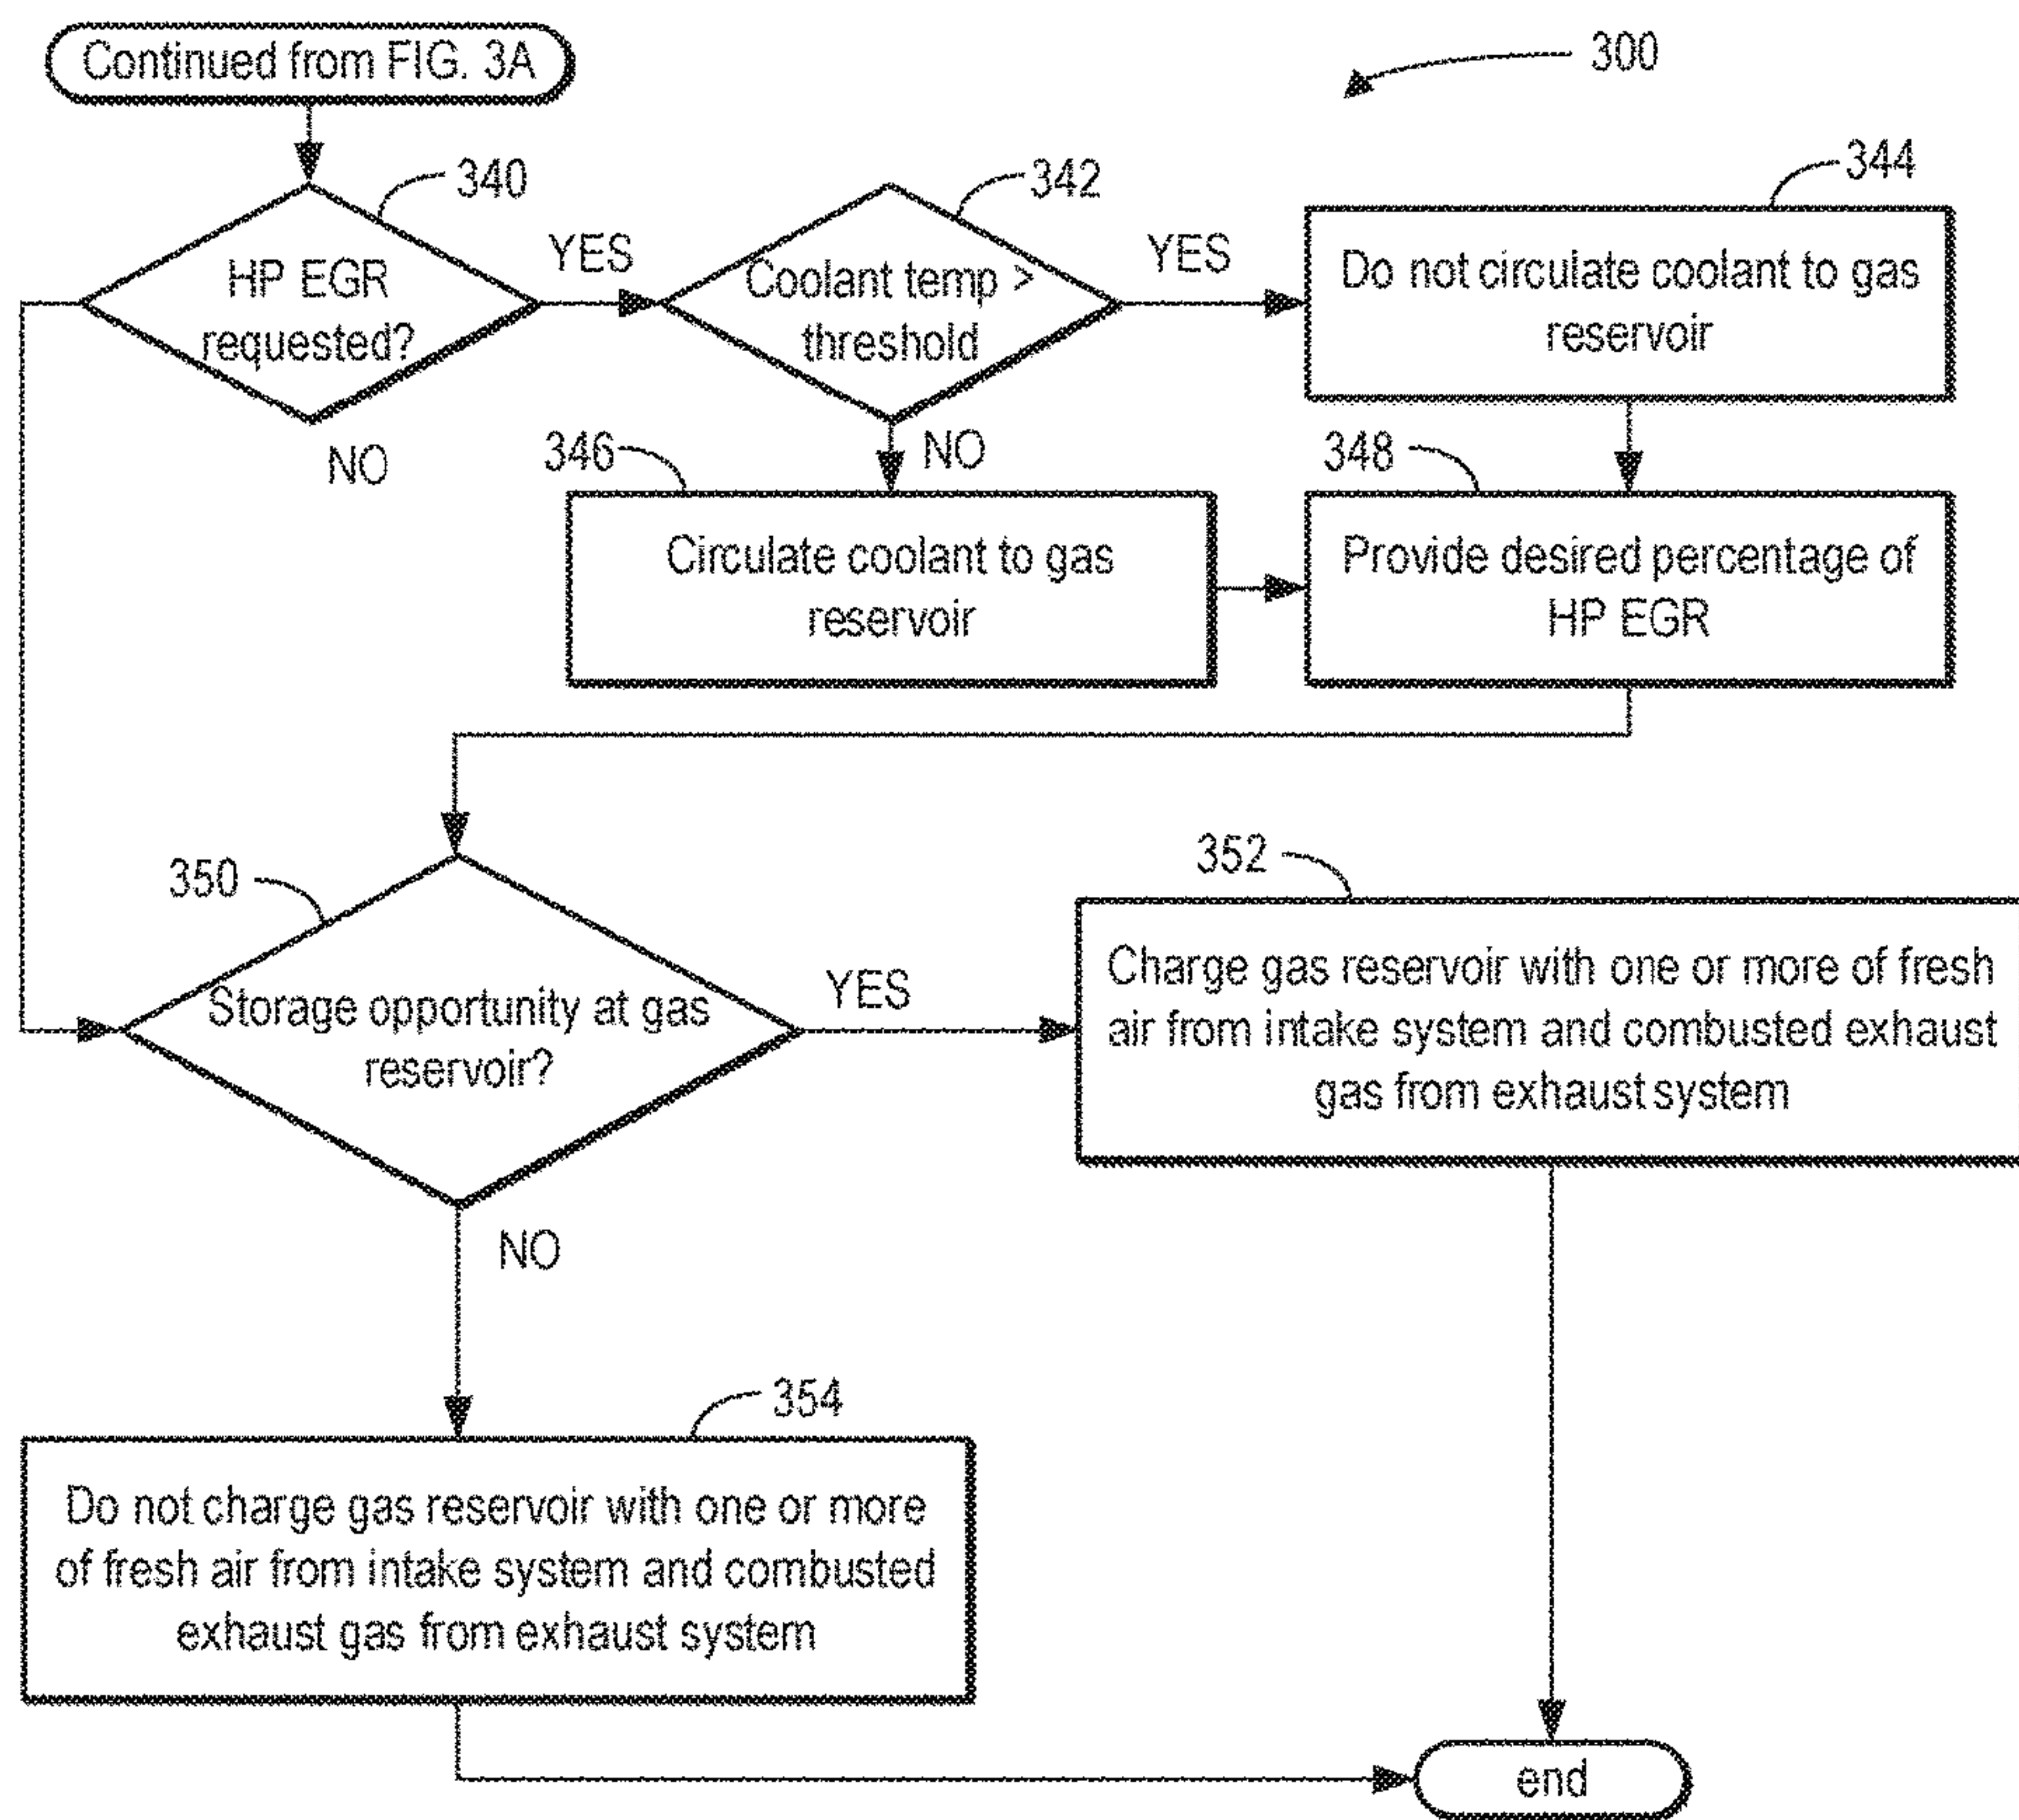 Continued from FIG. 3A
300
340
HP EGR
requested?
YES
NO
342
Coolant temp >
threshold
YES
NO
344
Do not circulate coolant to gas
reservoir
346
Circulate coolant to gas
reservoir
348
Provide desired percentage of
HP EGR
350
Storage opportunity at gas
reservoir?
YES
NO
352
Charge gas reservoir with one or more of fresh
air from intake system and combusted exhaust
gas from exhaust system
354
Do not charge gas reservoir with one or more
of fresh air from intake system and combusted
exhaust gas from exhaust system
end